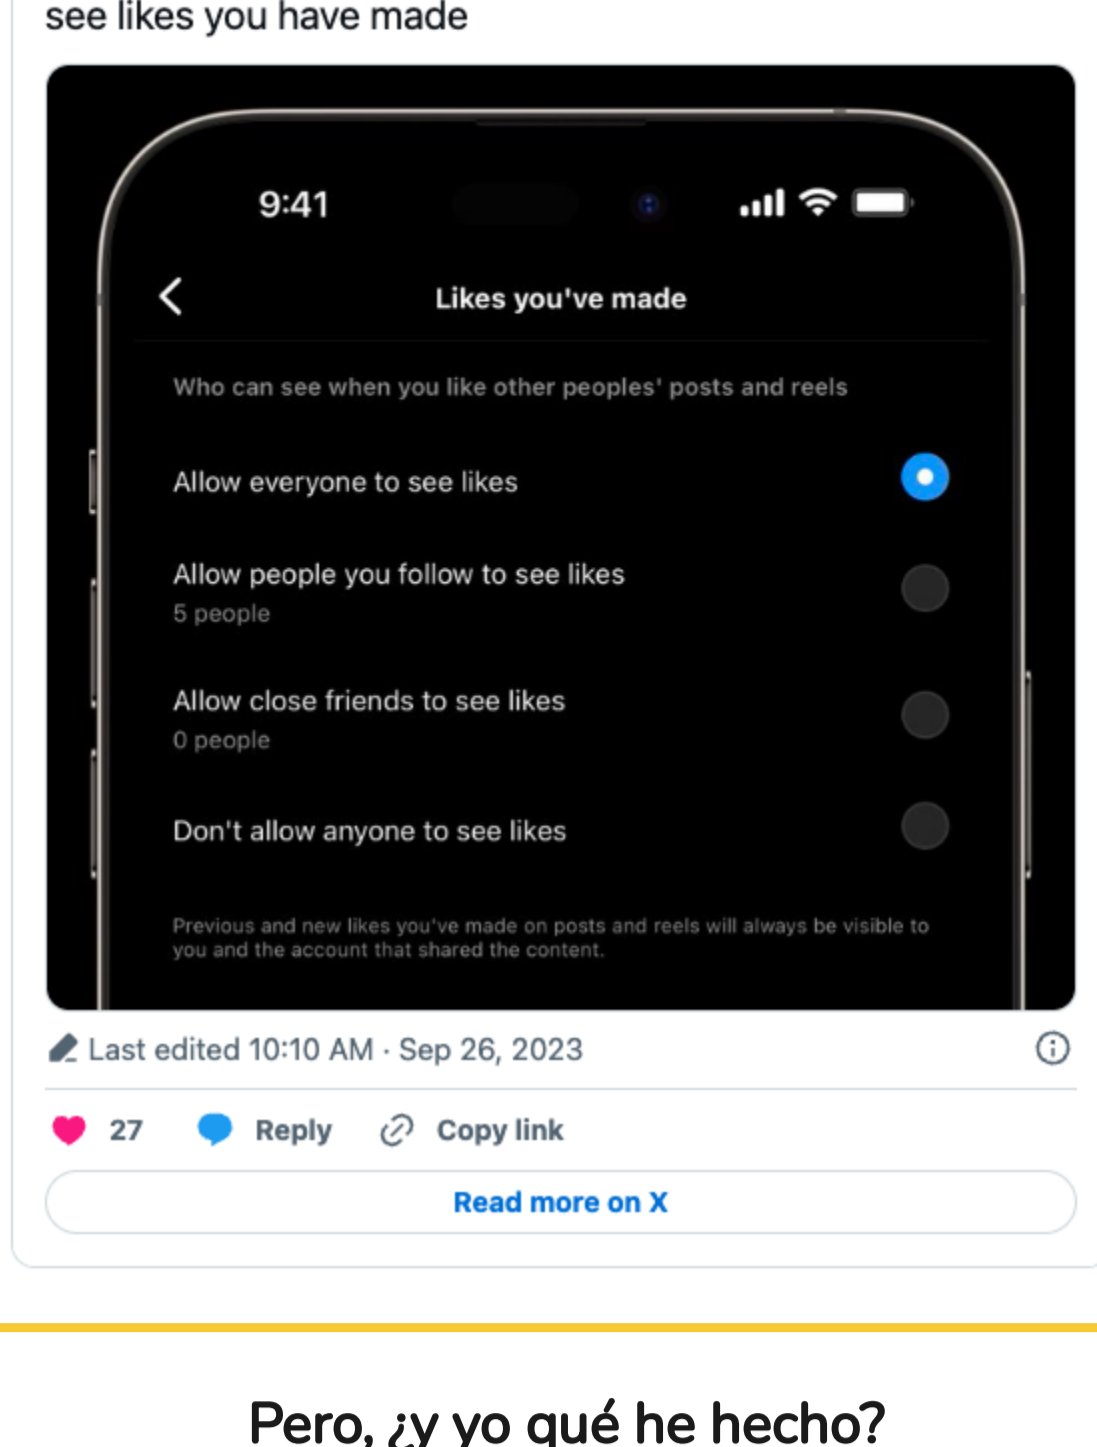 see likes you have made
9:41
Likes you've made
Who can see when you like other peoples' posts and reels
Allow everyone to see likes
Allow people you follow to see likes
5 people
Allow close friends to see likes
0 people
Don't allow anyone to see likes
Previous and new likes you've made on posts and reels will always be visible to
you and the account that shared the content.
Last edited 10:10 AM · Sep 26, 2023
27 Reply Copy link
Read more on X
Pero, ¿y yo qué he hecho?